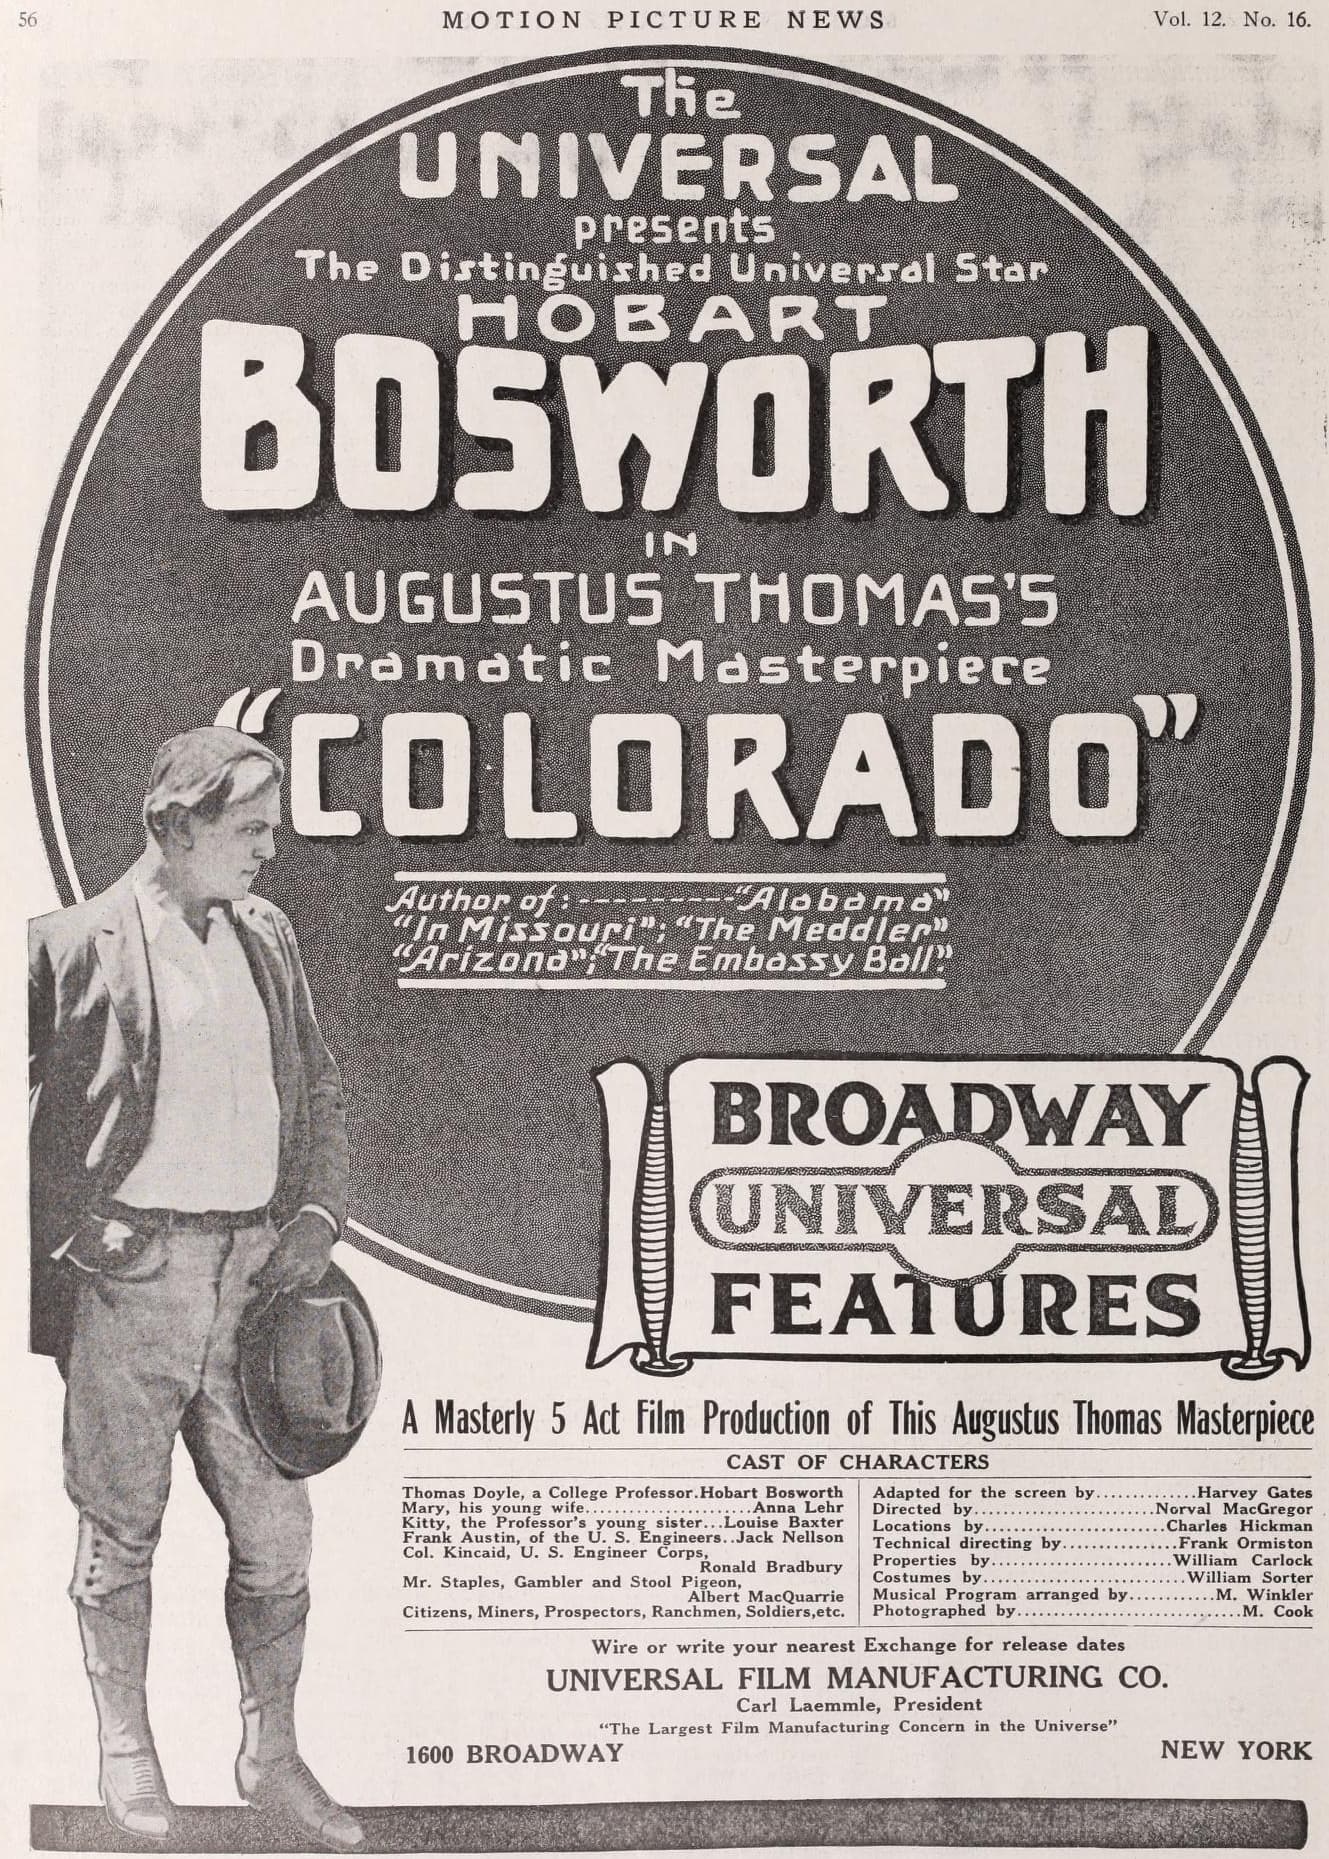 56
MOTION PICTURE NEWS
Vol. 12. No. 16.
The
UNIVERSAL
presents
The Distinguished Universal Star
HOBART
BOSWORTH
IN
AUGUSTUS THOMAS'S
Dramatic Masterpiece
"COLORADO"
Author of:----------"Alabama"
"In Missouri"; "The Meddler"
"Arizona"; "The Embassy Ball"
BROADWAY
UNIVERSAL
FEATURES
A Masterly 5 Act Film Production of This Augustus Thomas Masterpiece
CAST OF CHARACTERS
Thomas Doyle, a College Professor.Hobart Bosworth
Mary, his young wife.......................Anna Lehr
Kitty, the Professor's young sister...Louise Baxter
Frank Austin, of the U. S. Engineers..Jack Nellson
Col. Kincaid, U. S. Engineer Corps,
Ronald Bradbury
Mr. Staples, Gambler and Stool Pigeon,
Albert MacQuarrie
Citizens, Miners, Prospectors, Ranchmen, Soldiers,etc.
Adapted for the screen by..............Harvey Gates
Directed by.........................Norval MacGregor
Locations by.........................Charles Hickman
Technical directing by................Frank Ormiston
Properties by.........................William Carlock
Costumes by............................William Sorter
Musical Program arranged by............M. Winkler
Photographed by...............................M. Cook
Wire or write your nearest Exchange for release dates
UNIVERSAL FILM MANUFACTURING CO.
Carl Laemmle, President
"The Largest Film Manufacturing Concern in the Universe"
1600 BROADWAY
NEW YORK